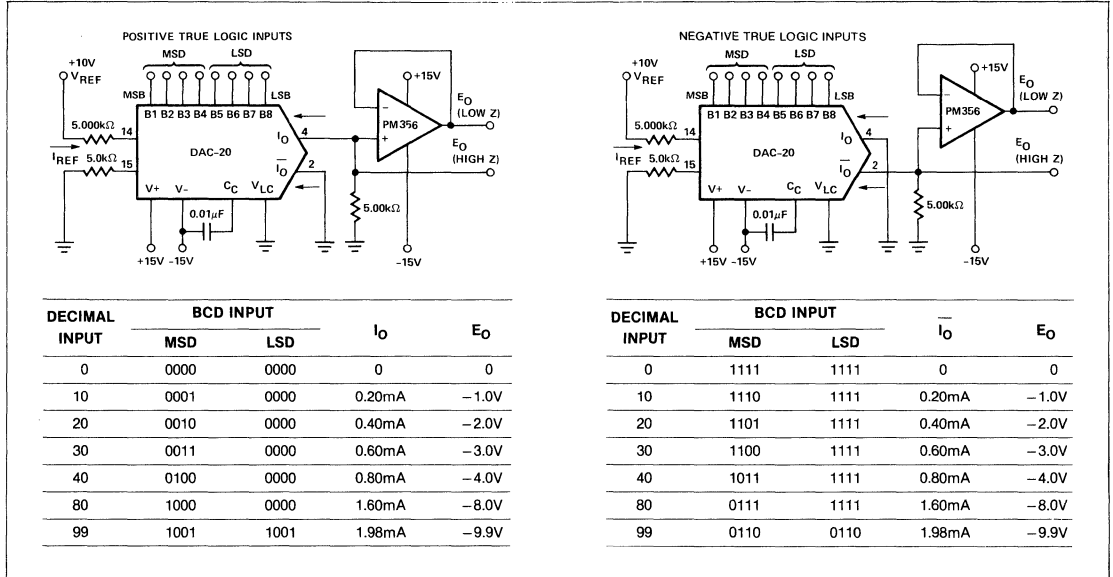 POSITIVE TRUE LOGIC INPUTS
MSD LSD
+10V
VREF
MSB LSB
B1 B2 B3 B4 B5 B6 B7 B8
+15V
EO
(LOW Z)
PM356
5.000kΩ 14
IO 4
DAC-20
EO
(HIGH Z)
IREF 5.0kΩ 15
IO 2
V+ V- CC VLC
0.01µF
5.00kΩ
+15V -15V
-15V
NEGATIVE TRUE LOGIC INPUTS
MSD LSD
+10V
VREF
MSB LSB
B1 B2 B3 B4 B5 B6 B7 B8
+15V
EO
(LOW Z)
PM356
5.000kΩ 14
IO 4
DAC-20
EO
(HIGH Z)
IREF 5.0kΩ 15
IO 2
V+ V- CC VLC
0.01µF
5.00kΩ
+15V -15V
-15V
DECIMAL INPUT BCD INPUT IO EO
MSD LSD
0 0000 0000 0 0
10 0001 0000 0.20mA −1.0V
20 0010 0000 0.40mA −2.0V
30 0011 0000 0.60mA −3.0V
40 0100 0000 0.80mA −4.0V
80 1000 0000 1.60mA −8.0V
99 1001 1001 1.98mA −9.9V
DECIMAL INPUT BCD INPUT IO EO
MSD LSD
0 1111 1111 0 0
10 1110 1111 0.20mA −1.0V
20 1101 1111 0.40mA −2.0V
30 1100 1111 0.60mA −3.0V
40 1011 1111 0.80mA −4.0V
80 0111 1111 1.60mA −8.0V
99 0110 0110 1.98mA −9.9V